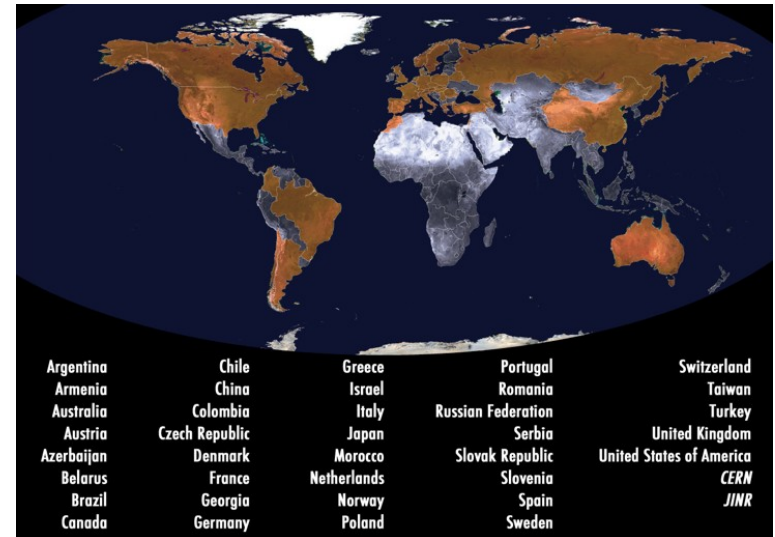 Argentina Chile Greece Portugal Switzerland
Armenia China Israel Romania Taiwan
Australia Colombia Italy Russian Federation Turkey
Austria Czech Republic Japan Serbia United Kingdom
Azerbaijan Denmark Morocco Slovak Republic United States of America
Belarus France Netherlands Slovenia CERN
Brazil Georgia Norway Spain JINR
Canada Germany Poland Sweden